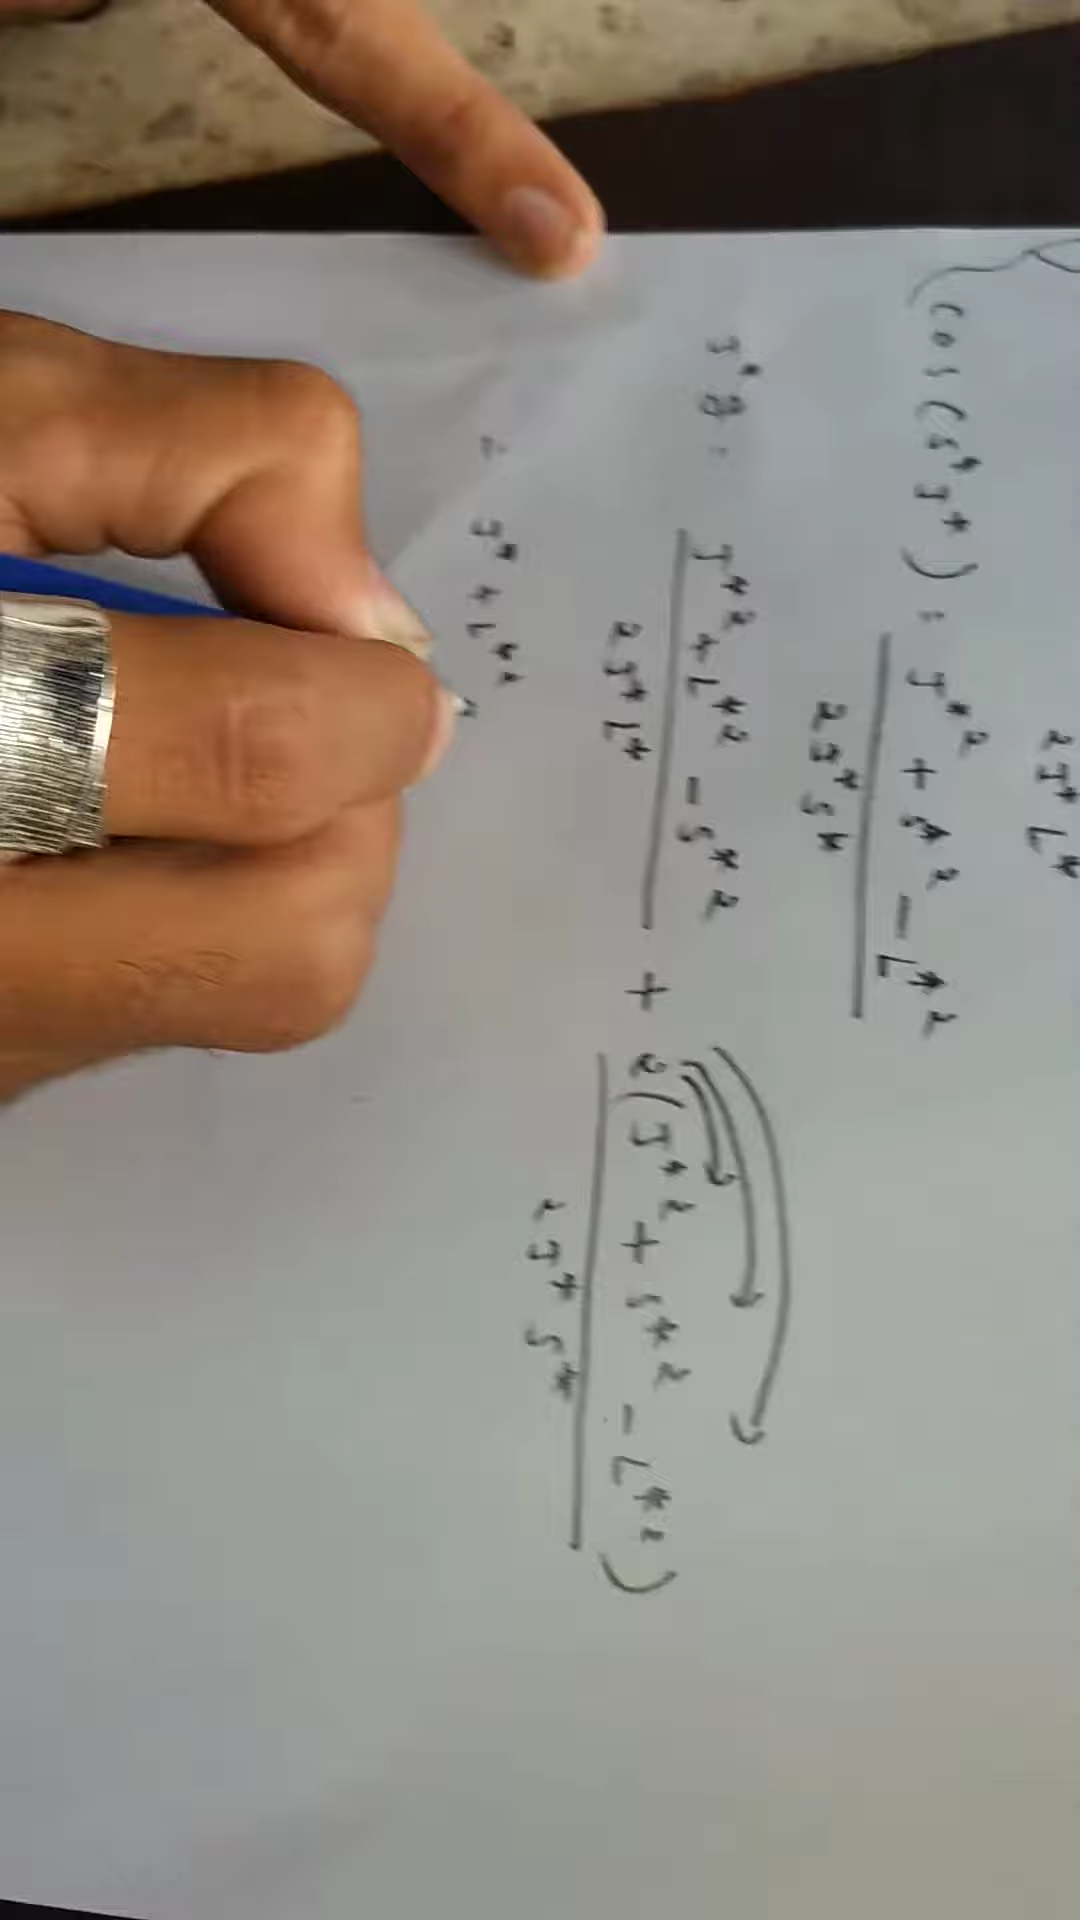 2J* L*
cos(S* J*) = J*² + S*² - L*²
2J* S*
J*² + L*² - S*² + 2(J*² + S*² - L*²)
2J* L* 2J* S*
= J* + L*²